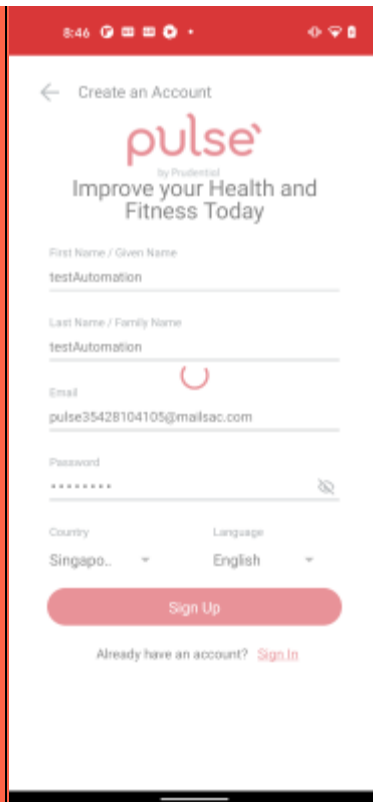 8:46
Create an Account
pulse
by Prudential
Improve your Health and
Fitness Today
First Name / Given Name
testAutomation
Last Name / Family Name
testAutomation
Email
pulse35428104105@mailsac.com
Password
Country Language
Singapo.. English
Sign Up
Already have an account? Sign In